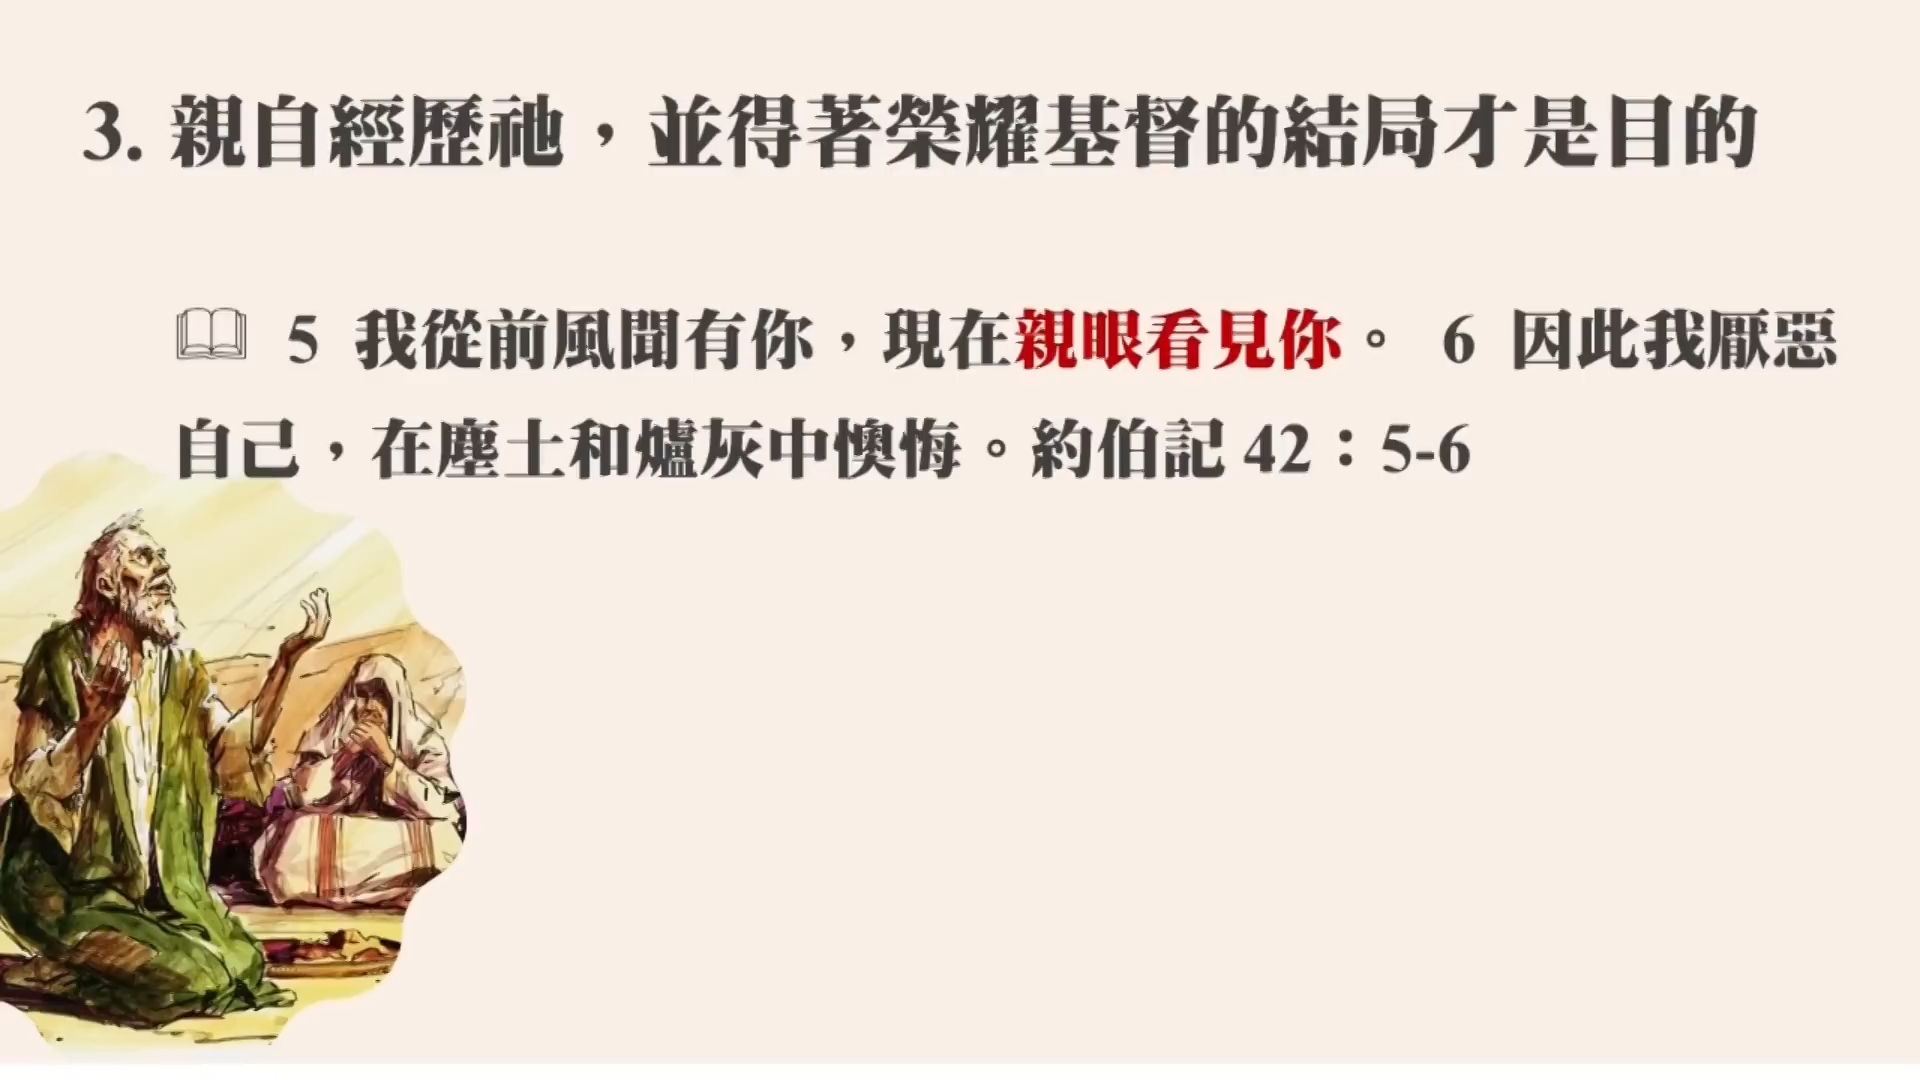 3. 親自經歷祂，並得著榮耀基督的結局才是目的
5 我從前風聞有你，現在親眼看見你。 6 因此我厭惡
自己，在塵土和爐灰中懊悔。約伯記 42：5-6